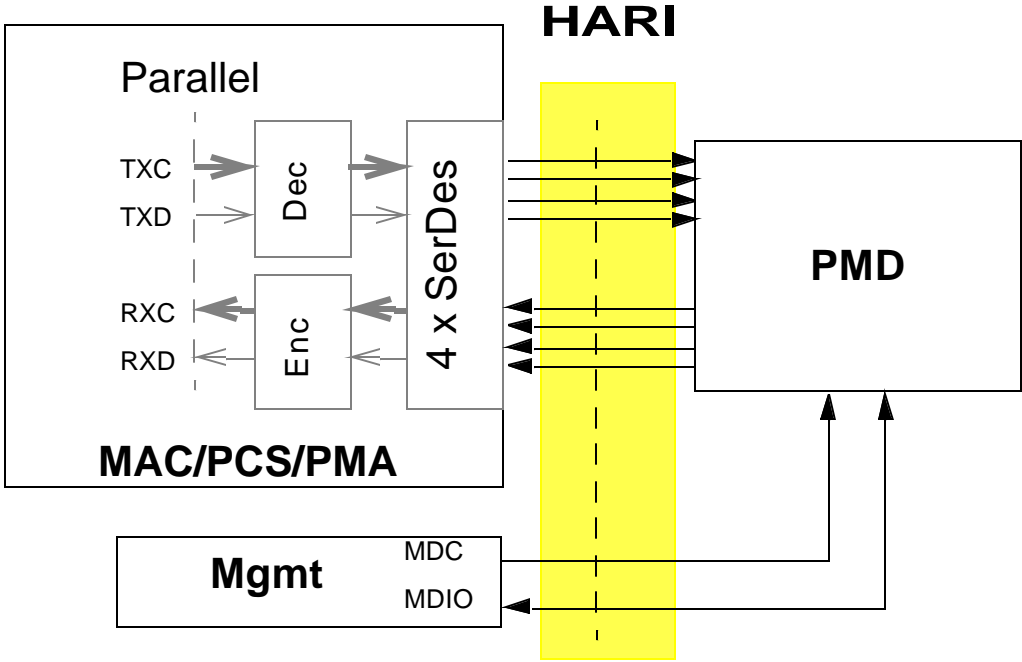 HARI
Parallel
TXC
TXD
Dec
RXC
RXD
Enc
4 x SerDes
PMD
MAC/PCS/PMA
Mgmt
MDC
MDIO